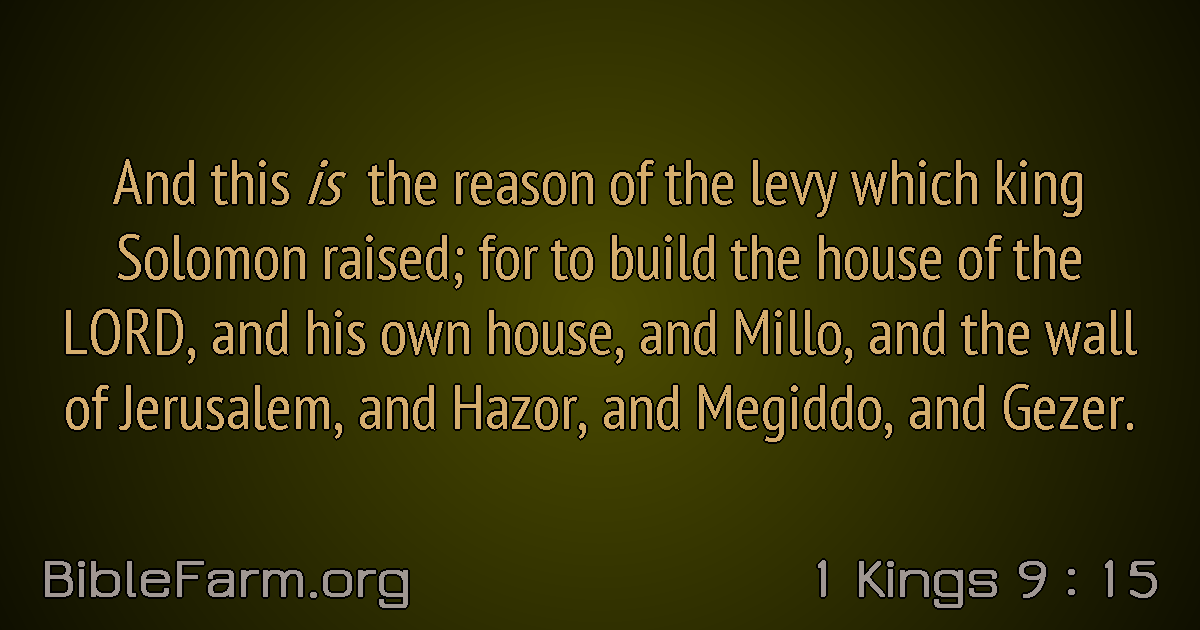 And this is the reason of the levy which king
Solomon raised; for to build the house of the
LORD, and his own house, and Millo, and the wall
of Jerusalem, and Hazor, and Megiddo, and Gezer.
BibleFarm.org
1 Kings 9 : 15